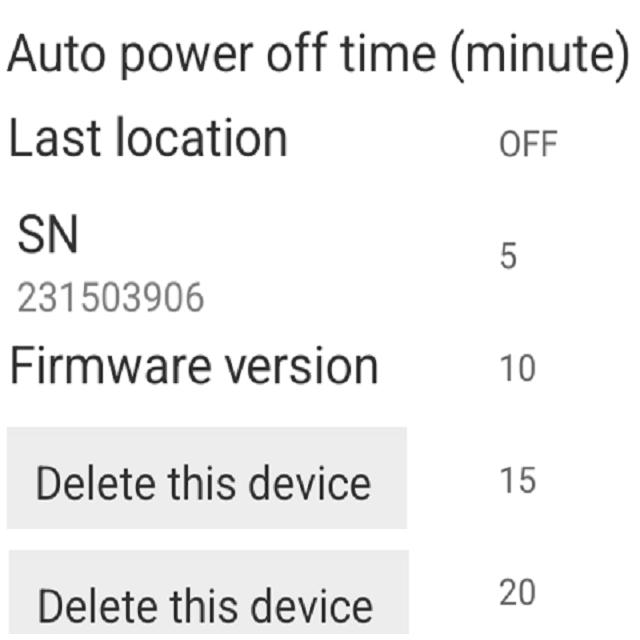 Auto power off time (minute)
Last location
OFF
SN
231503906
5
Firmware version
10
Delete this device
15
Delete this device
20